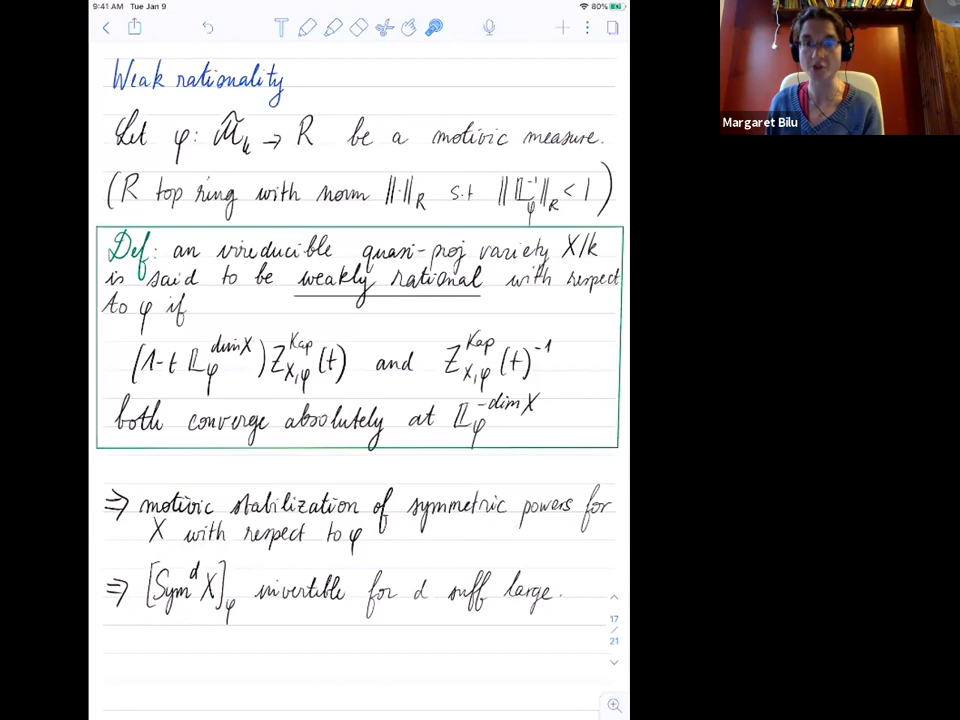 9:41 AM Tue Jan 9
80%
Weak rationality
Let φ: M̃_k → R be a motivic measure.
(R top ring with norm ||·||_R s.t ||𝕃_φ^{-1}||_R < 1)
Def: an irreducible quasi-proj variety X/k
is said to be weakly rational with respect
to φ if
(1-t 𝕃_φ^{dim X}) Z_{X,φ}^{Kap}(t) and Z_{X,φ}^{Kap}(t)^{-1}
both converge absolutely at 𝕃_φ^{-dim X}
⇒ motivic stabilization of symmetric powers for
X with respect to φ
⇒ [Sym^d X]_φ invertible for d suff large.
17
/
21
Margaret Bilu